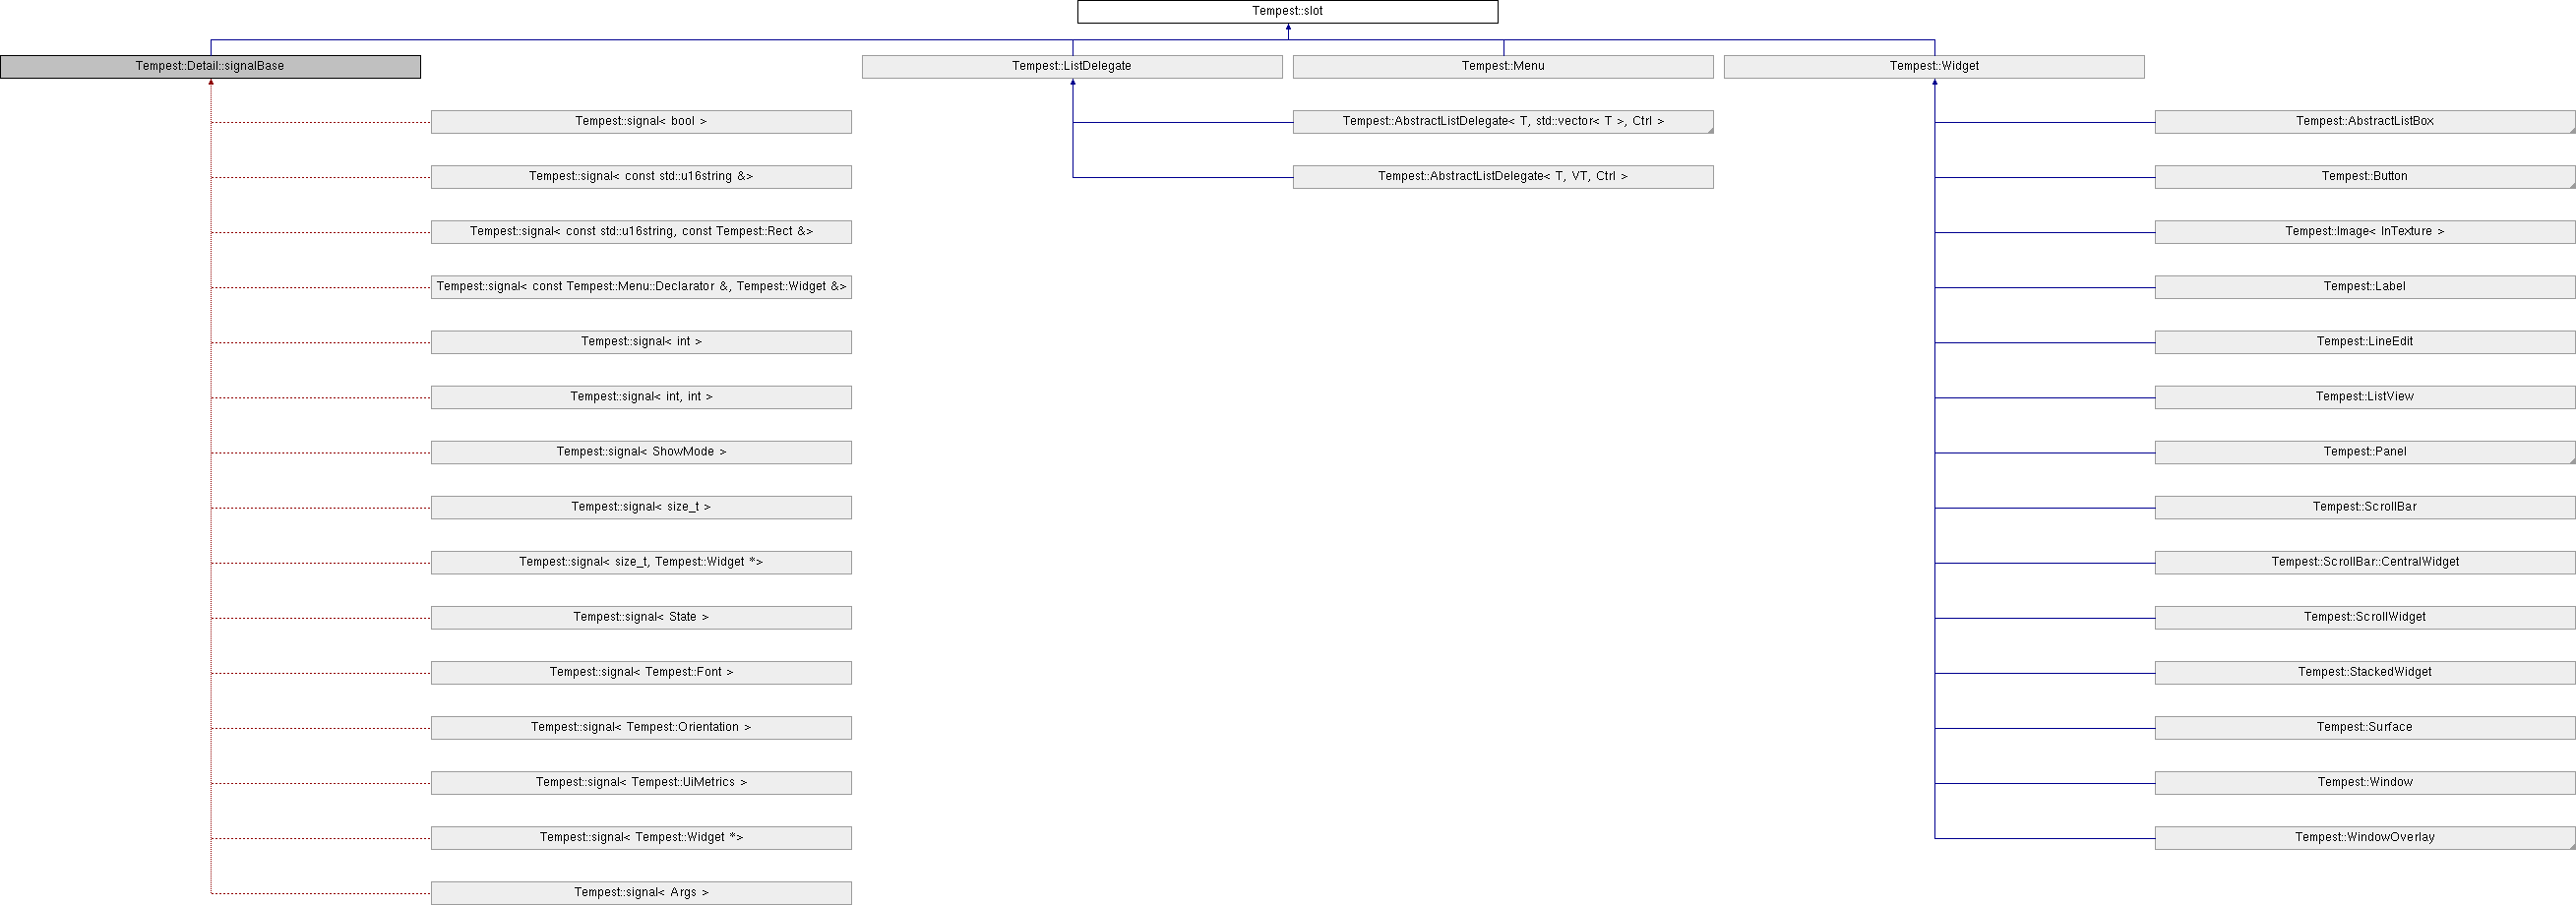 Tempest::slot
Tempest::Detail::signalBase
Tempest::ListDelegate
Tempest::Menu
Tempest::Widget
Tempest::signal< bool >
Tempest::AbstractListDelegate< T, std::vector< T >, Ctrl >
Tempest::AbstractListBox
Tempest::signal< const std::u16string &>
Tempest::AbstractListDelegate< T, VT, Ctrl >
Tempest::Button
Tempest::signal< const std::u16string, const Tempest::Rect &>
Tempest::Image< InTexture >
Tempest::signal< const Tempest::Menu::Declarator &, Tempest::Widget &>
Tempest::Label
Tempest::signal< int >
Tempest::LineEdit
Tempest::signal< int, int >
Tempest::ListView
Tempest::signal< ShowMode >
Tempest::Panel
Tempest::signal< size_t >
Tempest::ScrollBar
Tempest::signal< size_t, Tempest::Widget *>
Tempest::ScrollBar::CentralWidget
Tempest::signal< State >
Tempest::ScrollWidget
Tempest::signal< Tempest::Font >
Tempest::StackedWidget
Tempest::signal< Tempest::Orientation >
Tempest::Surface
Tempest::signal< Tempest::UiMetrics >
Tempest::Window
Tempest::signal< Tempest::Widget *>
Tempest::WindowOverlay
Tempest::signal< Args >